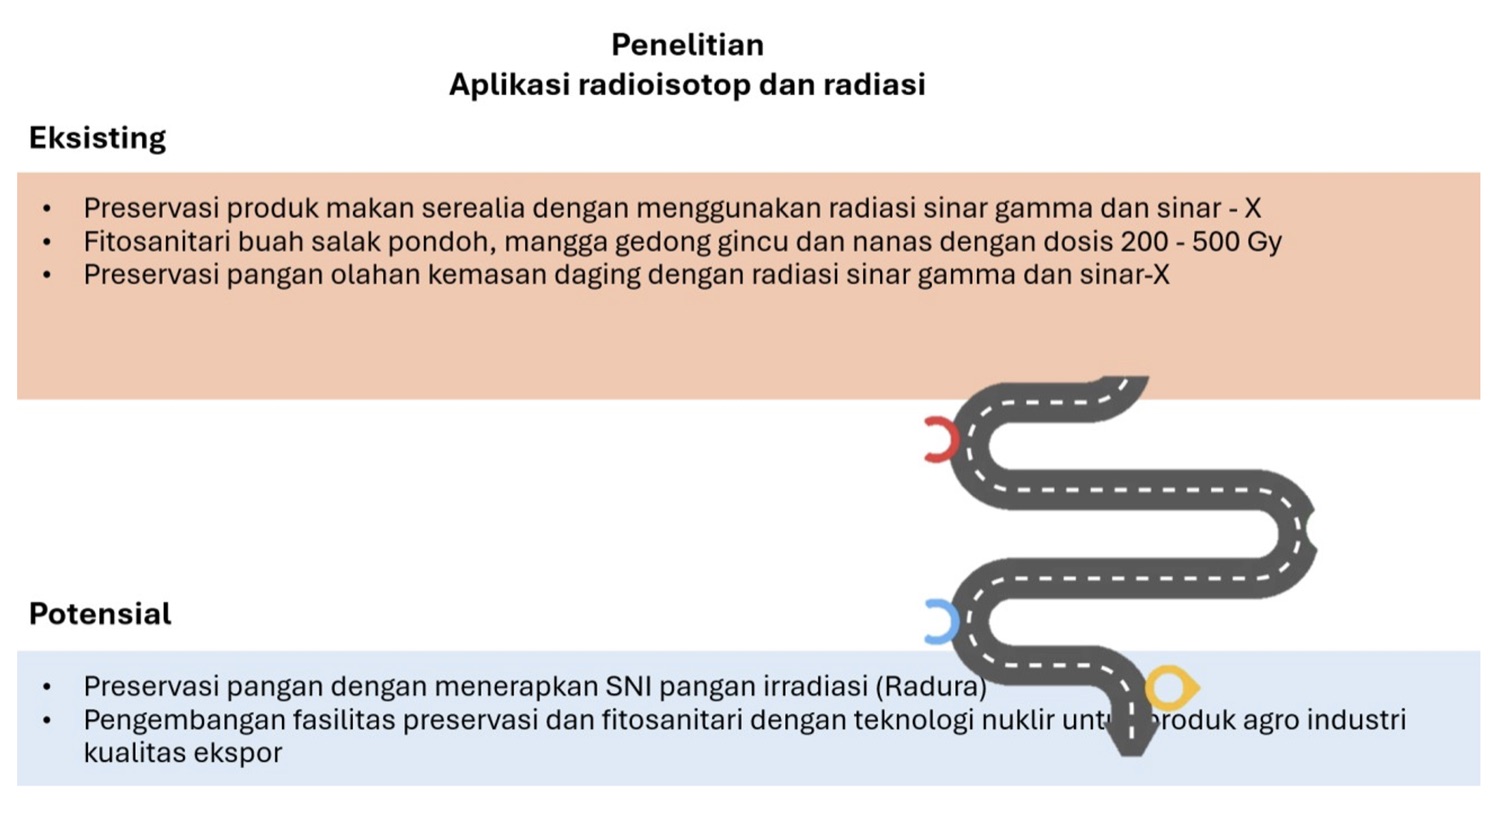 Penelitian
Aplikasi radioisotop dan radiasi
Eksisting
• Preservasi produk makan serealia dengan menggunakan radiasi sinar gamma dan sinar - X
• Fitosanitari buah salak pondoh, mangga gedong gincu dan nanas dengan dosis 200 - 500 Gy
• Preservasi pangan olahan kemasan daging dengan radiasi sinar gamma dan sinar-X
Potensial
• Preservasi pangan dengan menerapkan SNI pangan irradiasi (Radura)
• Pengembangan fasilitas preservasi dan fitosanitari dengan teknologi nuklir untuk produk agro industri
kualitas ekspor